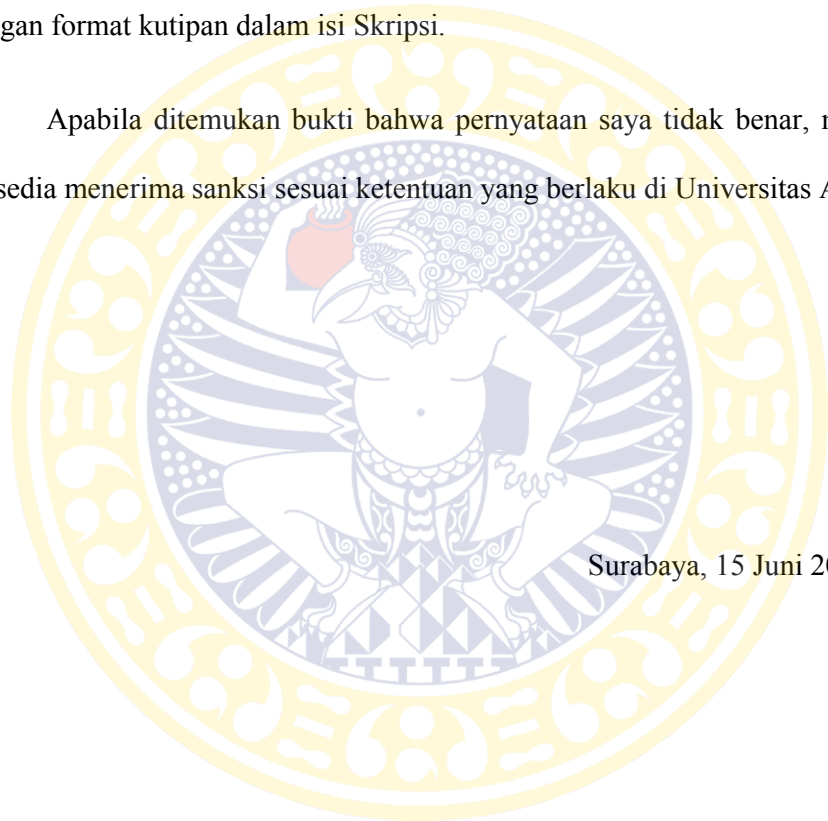 gan format kutipan dalam isi Skripsi.
Apabila ditemukan bukti bahwa pernyataan saya tidak benar,
sedia menerima sanksi sesuai ketentuan yang berlaku di Universitas A
Surabaya, 15 Juni 20